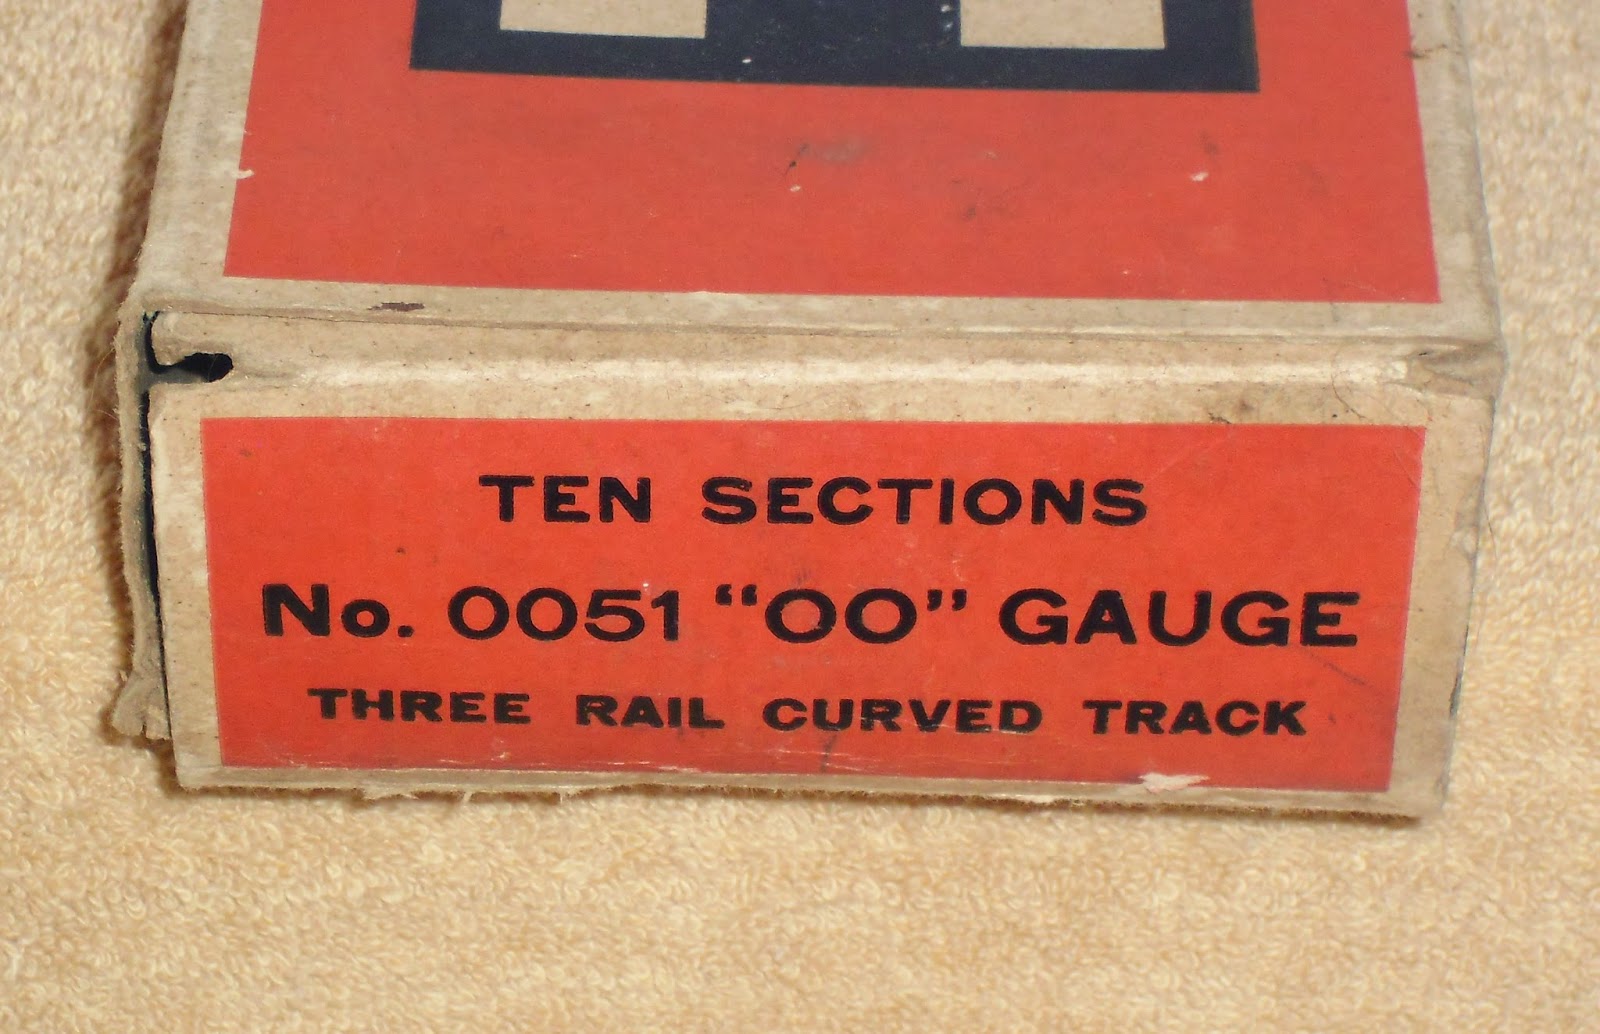 TEN SECTIONS
No. 0051 “OO” GAUGE
THREE RAIL CURVED TRACK